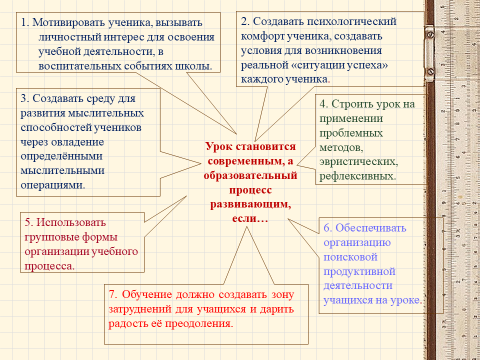 1. Мотивировать ученика, вызывать
личностный интерес для освоения
учебной деятельности, в
воспитательных событиях школы.
2. Создавать психологический
комфорт ученика, создавать
условия для возникновения
реальной «ситуации успеха»
каждого ученика.
3. Создавать среду для
развития мыслительных
способностей учеников
через овладение
определёнными
мыслительными
операциями.
4. Строить урок на
применении
проблемных
методов,
эвристических,
рефлексивных.
Урок становится
современным, а
образовательный
процесс
развивающим,
если…
5. Использовать
групповые формы
организации учебного
процесса.
6. Обеспечивать
организацию
поисковой
продуктивной
деятельности
учащихся на уроке.
7. Обучение должно создавать зону
затруднений для учащихся и дарить
радость её преодоления.